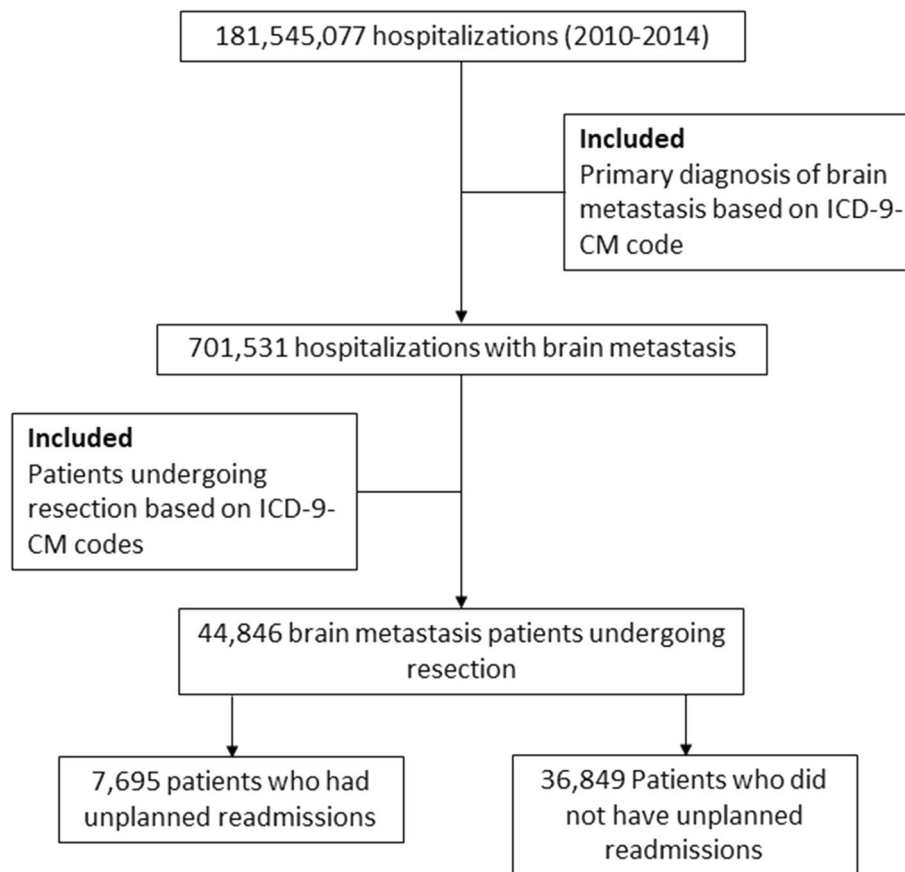 181,545,077 hospitalizations (2010-2014)
Included
Primary diagnosis of brain
metastasis based on ICD-9-
CM code
701,531 hospitalizations with brain metastasis
Included
Patients undergoing
resection based on ICD-9-
CM codes
44,846 brain metastasis patients undergoing
resection
7,695 patients who had
unplanned readmissions
36,849 Patients who did
not have unplanned
readmissions